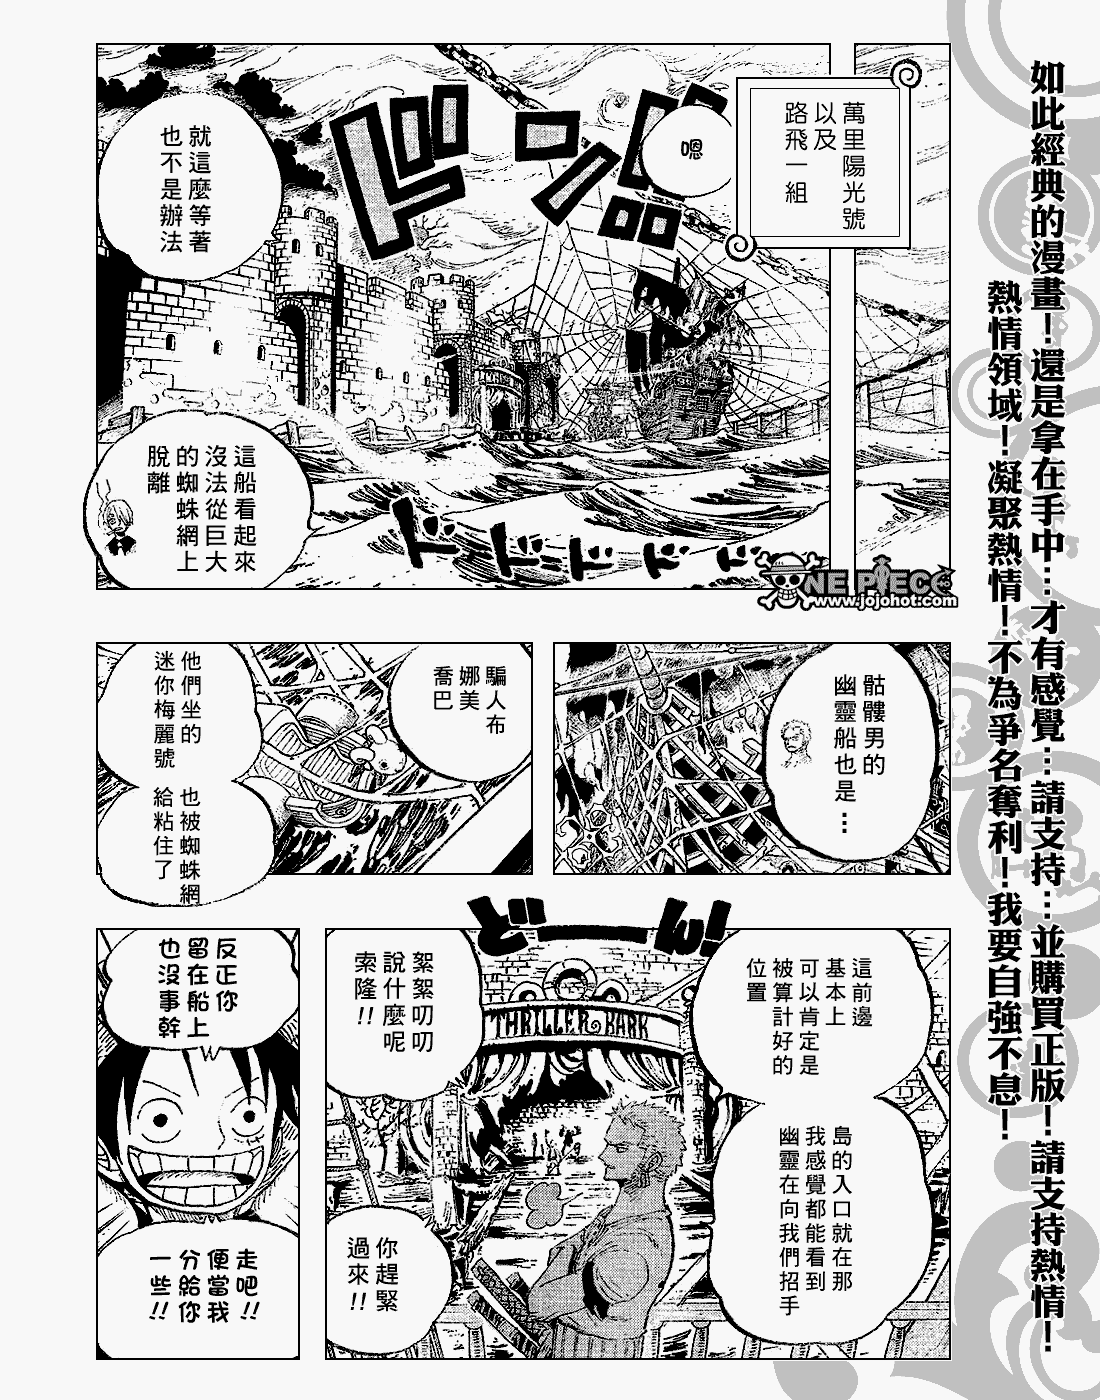 如此經典的漫畫！還是拿在手中…才有感覺…請支持…並購買正版！請支持熱情！
熱情領域！凝聚熱情！不為爭名奪利！我要自強不息！
萬里陽光號
以及
路飛一組
嗯
ドドンン
就這麼等著
也不是辦法
這船看起來
沒法從巨大
的蜘蛛網上
脫離
ドドンドドド
ONE PIECE
www.jojohot.com
骷髏男的
幽靈船也是…
騙人布
娜美
喬巴
他們坐的
迷你梅麗號
也被蜘蛛網
給粘住了
どーん!
這前邊
基本上
可以肯定是
被算計好的
位置
島的入口就在那
我感覺都能看到
幽靈在向我們招手
THRILLER BARK
絮絮叨叨
說什麼呢
索隆!!
你趕緊
過來!!
反正你
留在船上
也沒事幹
走吧!!
便當我
分給你
一些!!